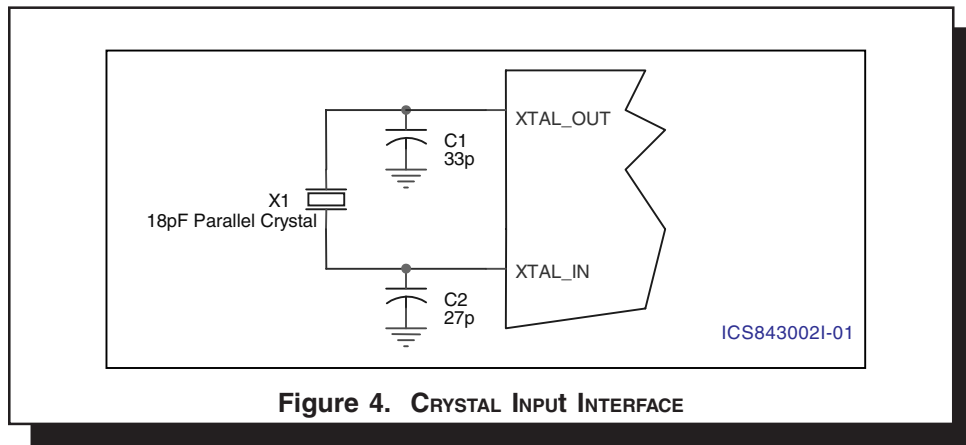 XTAL_OUT
C1
33p
X1
18pF Parallel Crystal
XTAL_IN
C2
27p
ICS843002I-01
Figure 4. CRYSTAL INPUt INTERFACE